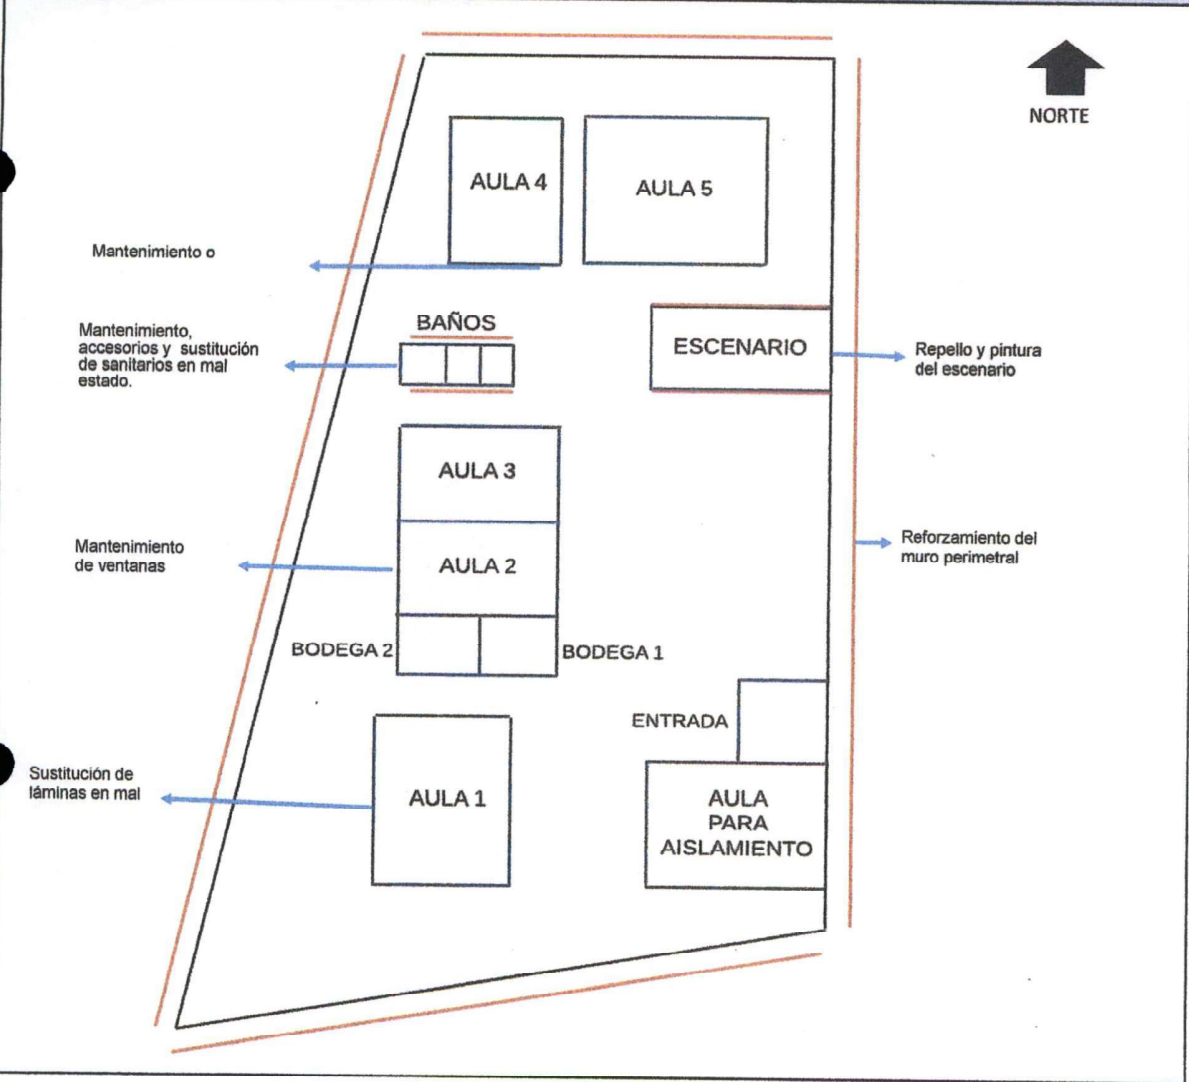 NORTE
AULA 4
AULA 5
Mantenimiento o
BAÑOS
Mantenimiento,
accesorios y sustitución
de sanitarios en mal
estado.
ESCENARIO
Repello y pintura
del escenario
AULA 3
Mantenimiento
de ventanas
AULA 2
Reforzamiento del
muro perimetral
BODEGA 2
BODEGA 1
ENTRADA
Sustitución de
láminas en mal
AULA 1
AULA
PARA
AISLAMIENTO